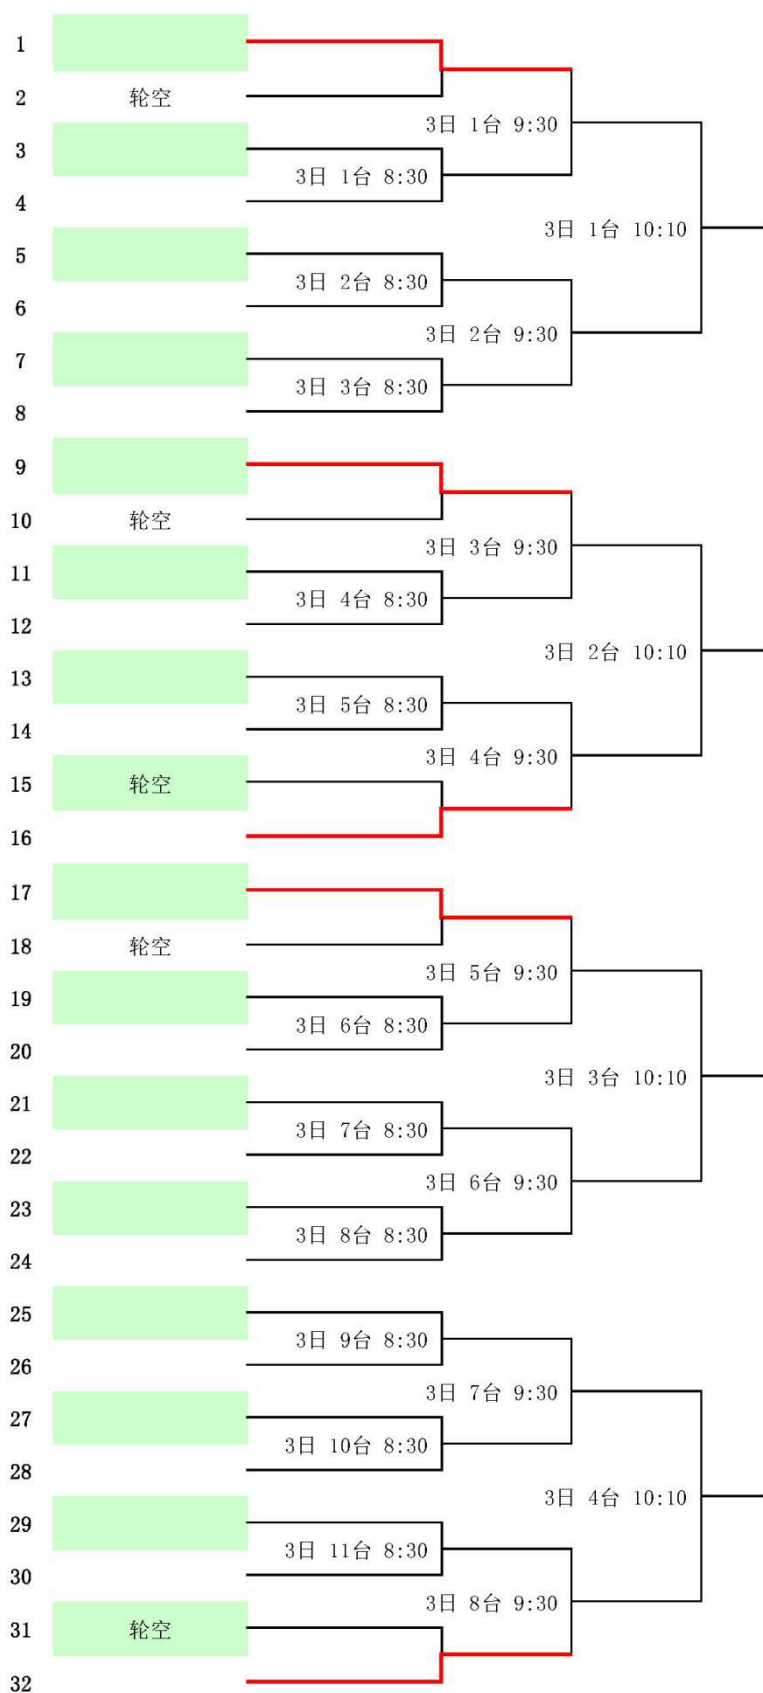 1
2 轮空
3日 1台 9:30
3
3日 1台 8:30
4
3日 1台 10:10
5
3日 2台 8:30
6
3日 2台 9:30
7
3日 3台 8:30
8
9
10 轮空
3日 3台 9:30
11
3日 4台 8:30
12
3日 2台 10:10
13
3日 5台 8:30
14
3日 4台 9:30
15 轮空
16
17
18 轮空
3日 5台 9:30
19
3日 6台 8:30
20
3日 3台 10:10
21
3日 7台 8:30
22
3日 6台 9:30
23
3日 8台 8:30
24
25
3日 9台 8:30
26
3日 7台 9:30
27
3日 10台 8:30
28
3日 4台 10:10
29
3日 11台 8:30
30
3日 8台 9:30
31 轮空
32